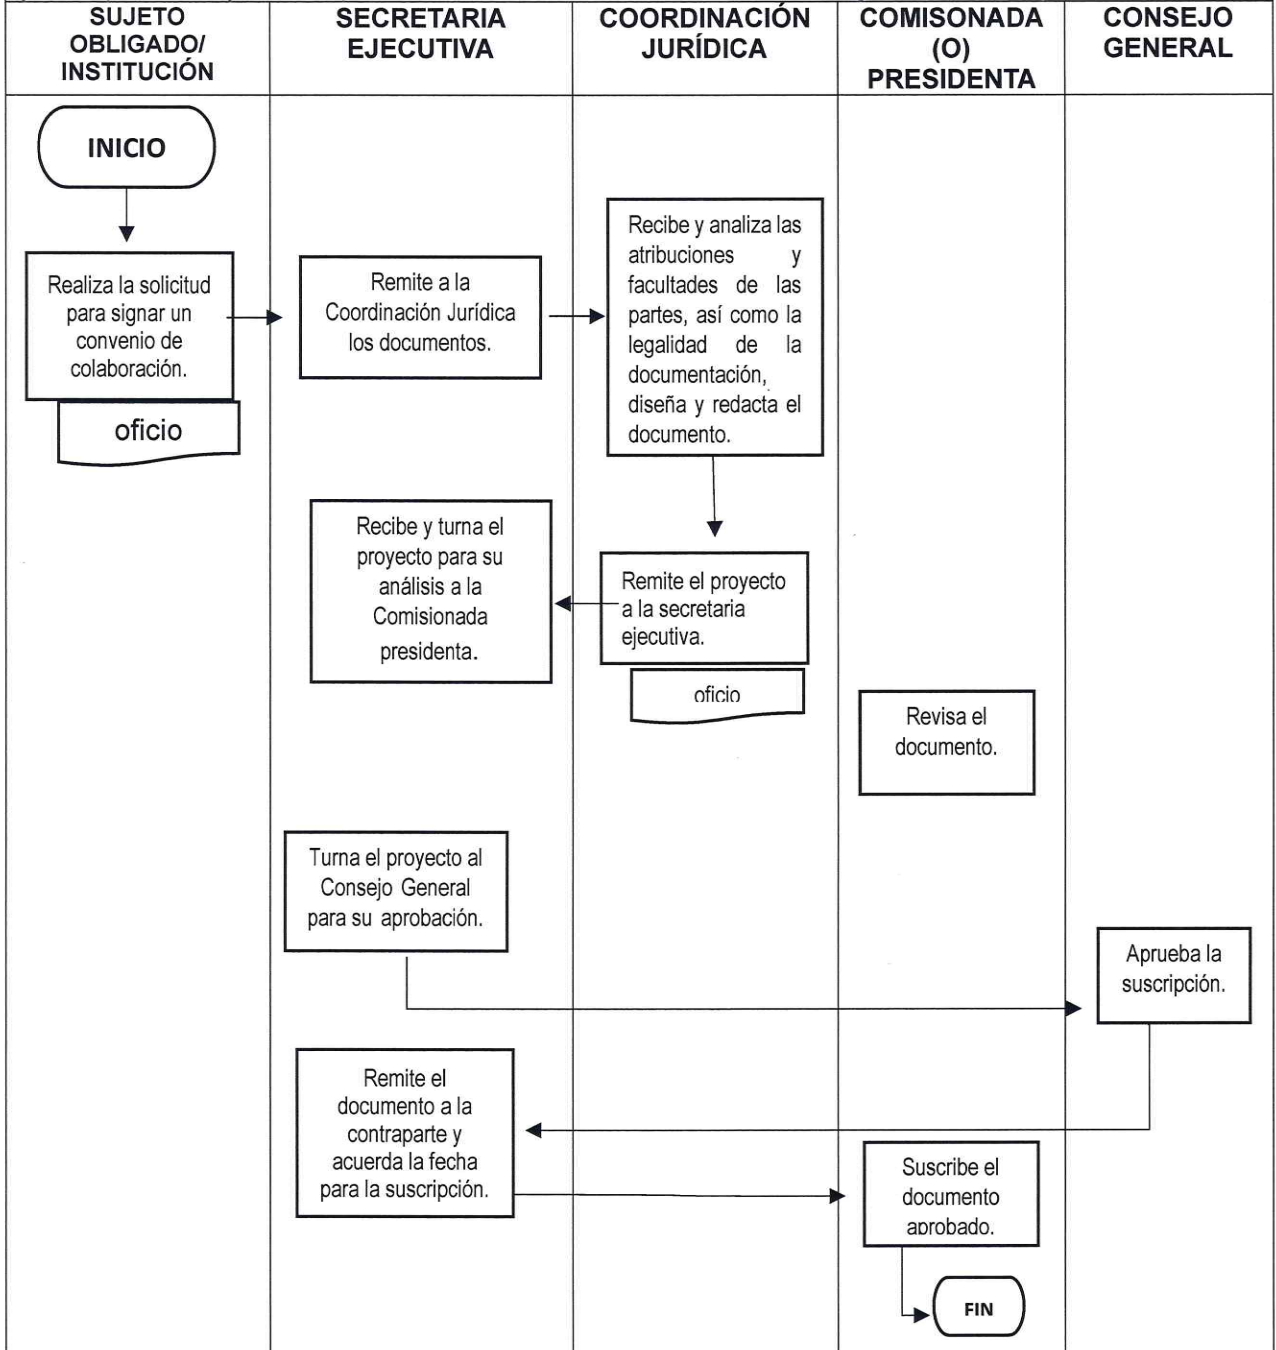 SUJETO
OBLIGADO/
INSTITUCIÓN
SECRETARIA
EJECUTIVA
COORDINACIÓN
JURÍDICA
COMISONADA
(O)
PRESIDENTA
CONSEJO
GENERAL
INICIO
Realiza la solicitud
para signar un
convenio de
colaboración.
oficio
Remite a la
Coordinación Jurídica
los documentos.
Recibe y analiza las
atribuciones y
facultades de las
partes, así como la
legalidad de la
documentación,
diseña y redacta el
documento.
Recibe y turna el
proyecto para su
análisis a la
Comisionada
presidenta.
Remite el proyecto
a la secretaria
ejecutiva.
oficio
Revisa el
documento.
Turna el proyecto al
Consejo General
para su aprobación.
Aprueba la
suscripción.
Remite el
documento a la
contraparte y
acuerda la fecha
para la suscripción.
Suscribe el
documento
aprobado.
FIN